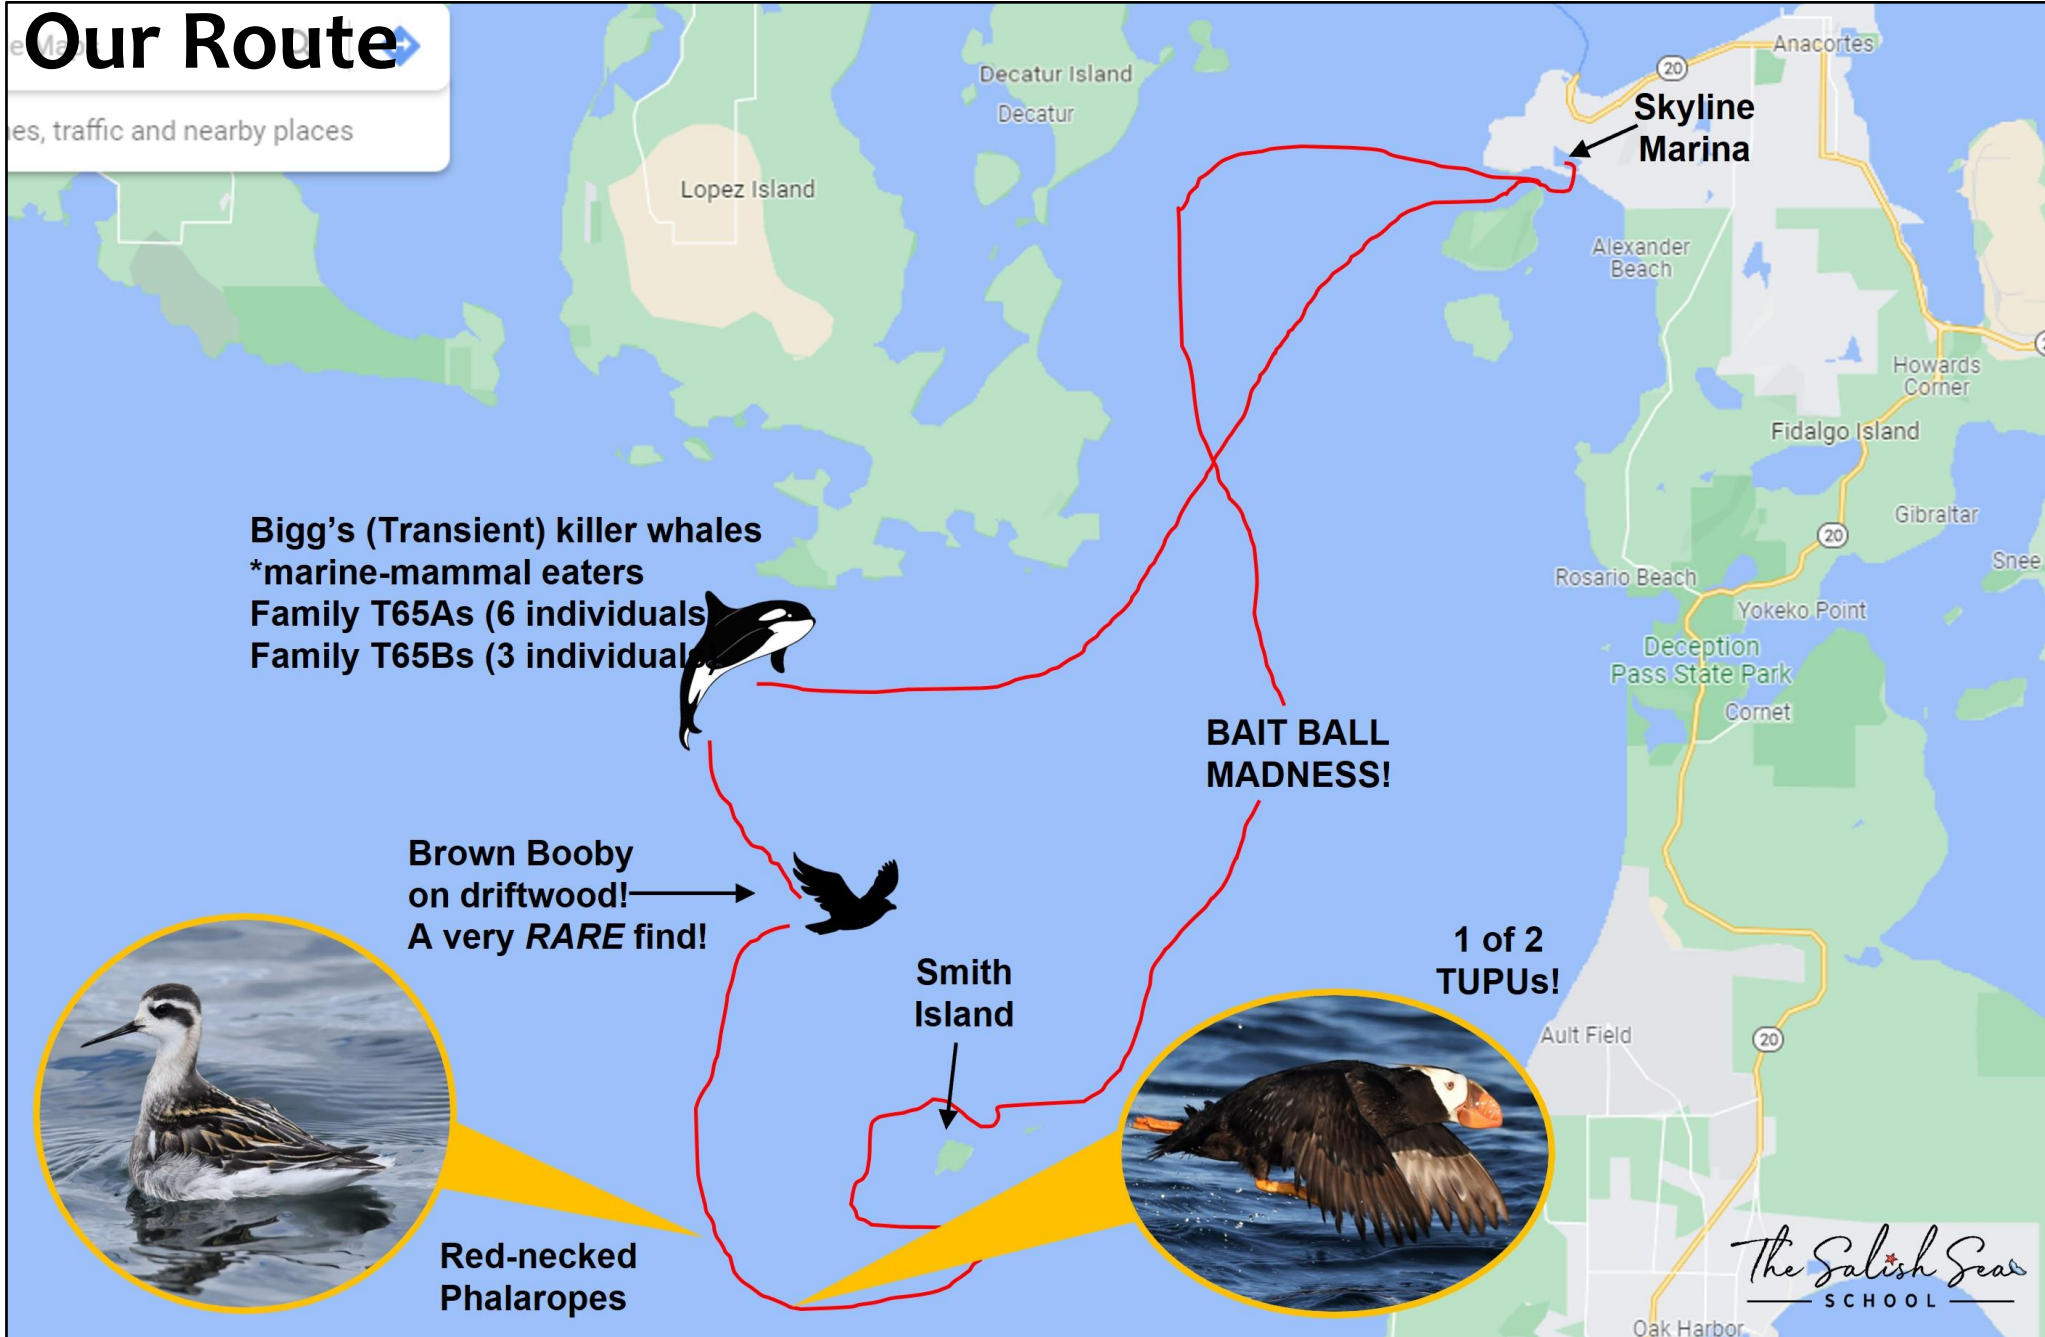 Our Route
e Maps
nes, traffic and nearby places
Decatur Island
Decatur
Lopez Island
Anacortes
20
Skyline
Marina
Alexander
Beach
Howards
Corner
Fidalgo Island
Gibraltar
20
Snee
Rosario Beach
Yokeko Point
Deception
Pass State Park
Cornet
Bigg’s (Transient) killer whales
*marine-mammal eaters
Family T65As (6 individuals
Family T65Bs (3 individuals)
BAIT BALL
MADNESS!
Brown Booby
on driftwood!
A very RARE find!
Smith
Island
1 of 2
TUPUs!
Ault Field
20
Red-necked
Phalaropes
The Salish Sea
SCHOOL
Oak Harbor